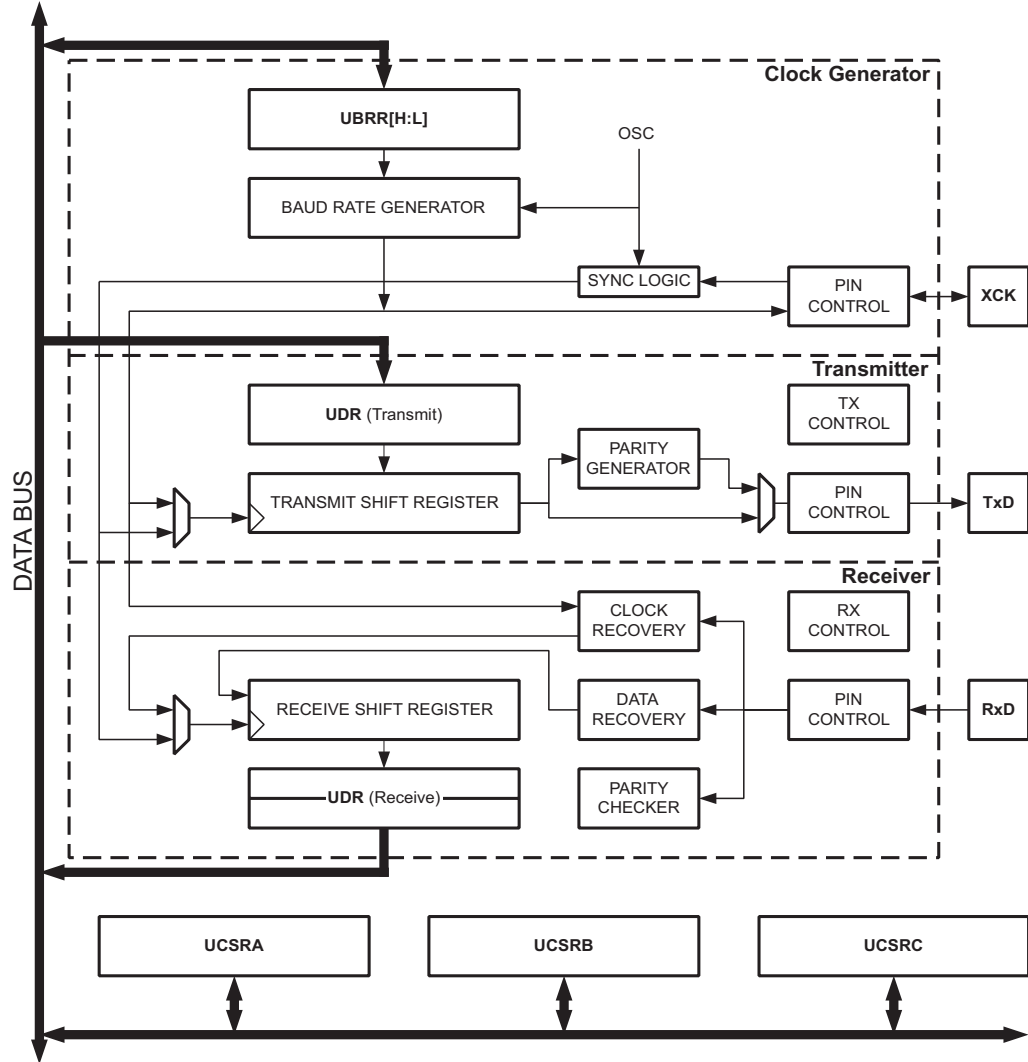 Clock Generator
UBRR[H:L]
OSC
BAUD RATE GENERATOR
SYNC LOGIC
PIN
CONTROL
XCK
DATA BUS
Transmitter
UDR (Transmit)
TX
CONTROL
PARITY
GENERATOR
TRANSMIT SHIFT REGISTER
PIN
CONTROL
TxD
Receiver
CLOCK
RECOVERY
RX
CONTROL
RECEIVE SHIFT REGISTER
DATA
RECOVERY
PIN
CONTROL
RxD
UDR (Receive)
PARITY
CHECKER
UCSRA
UCSRB
UCSRC